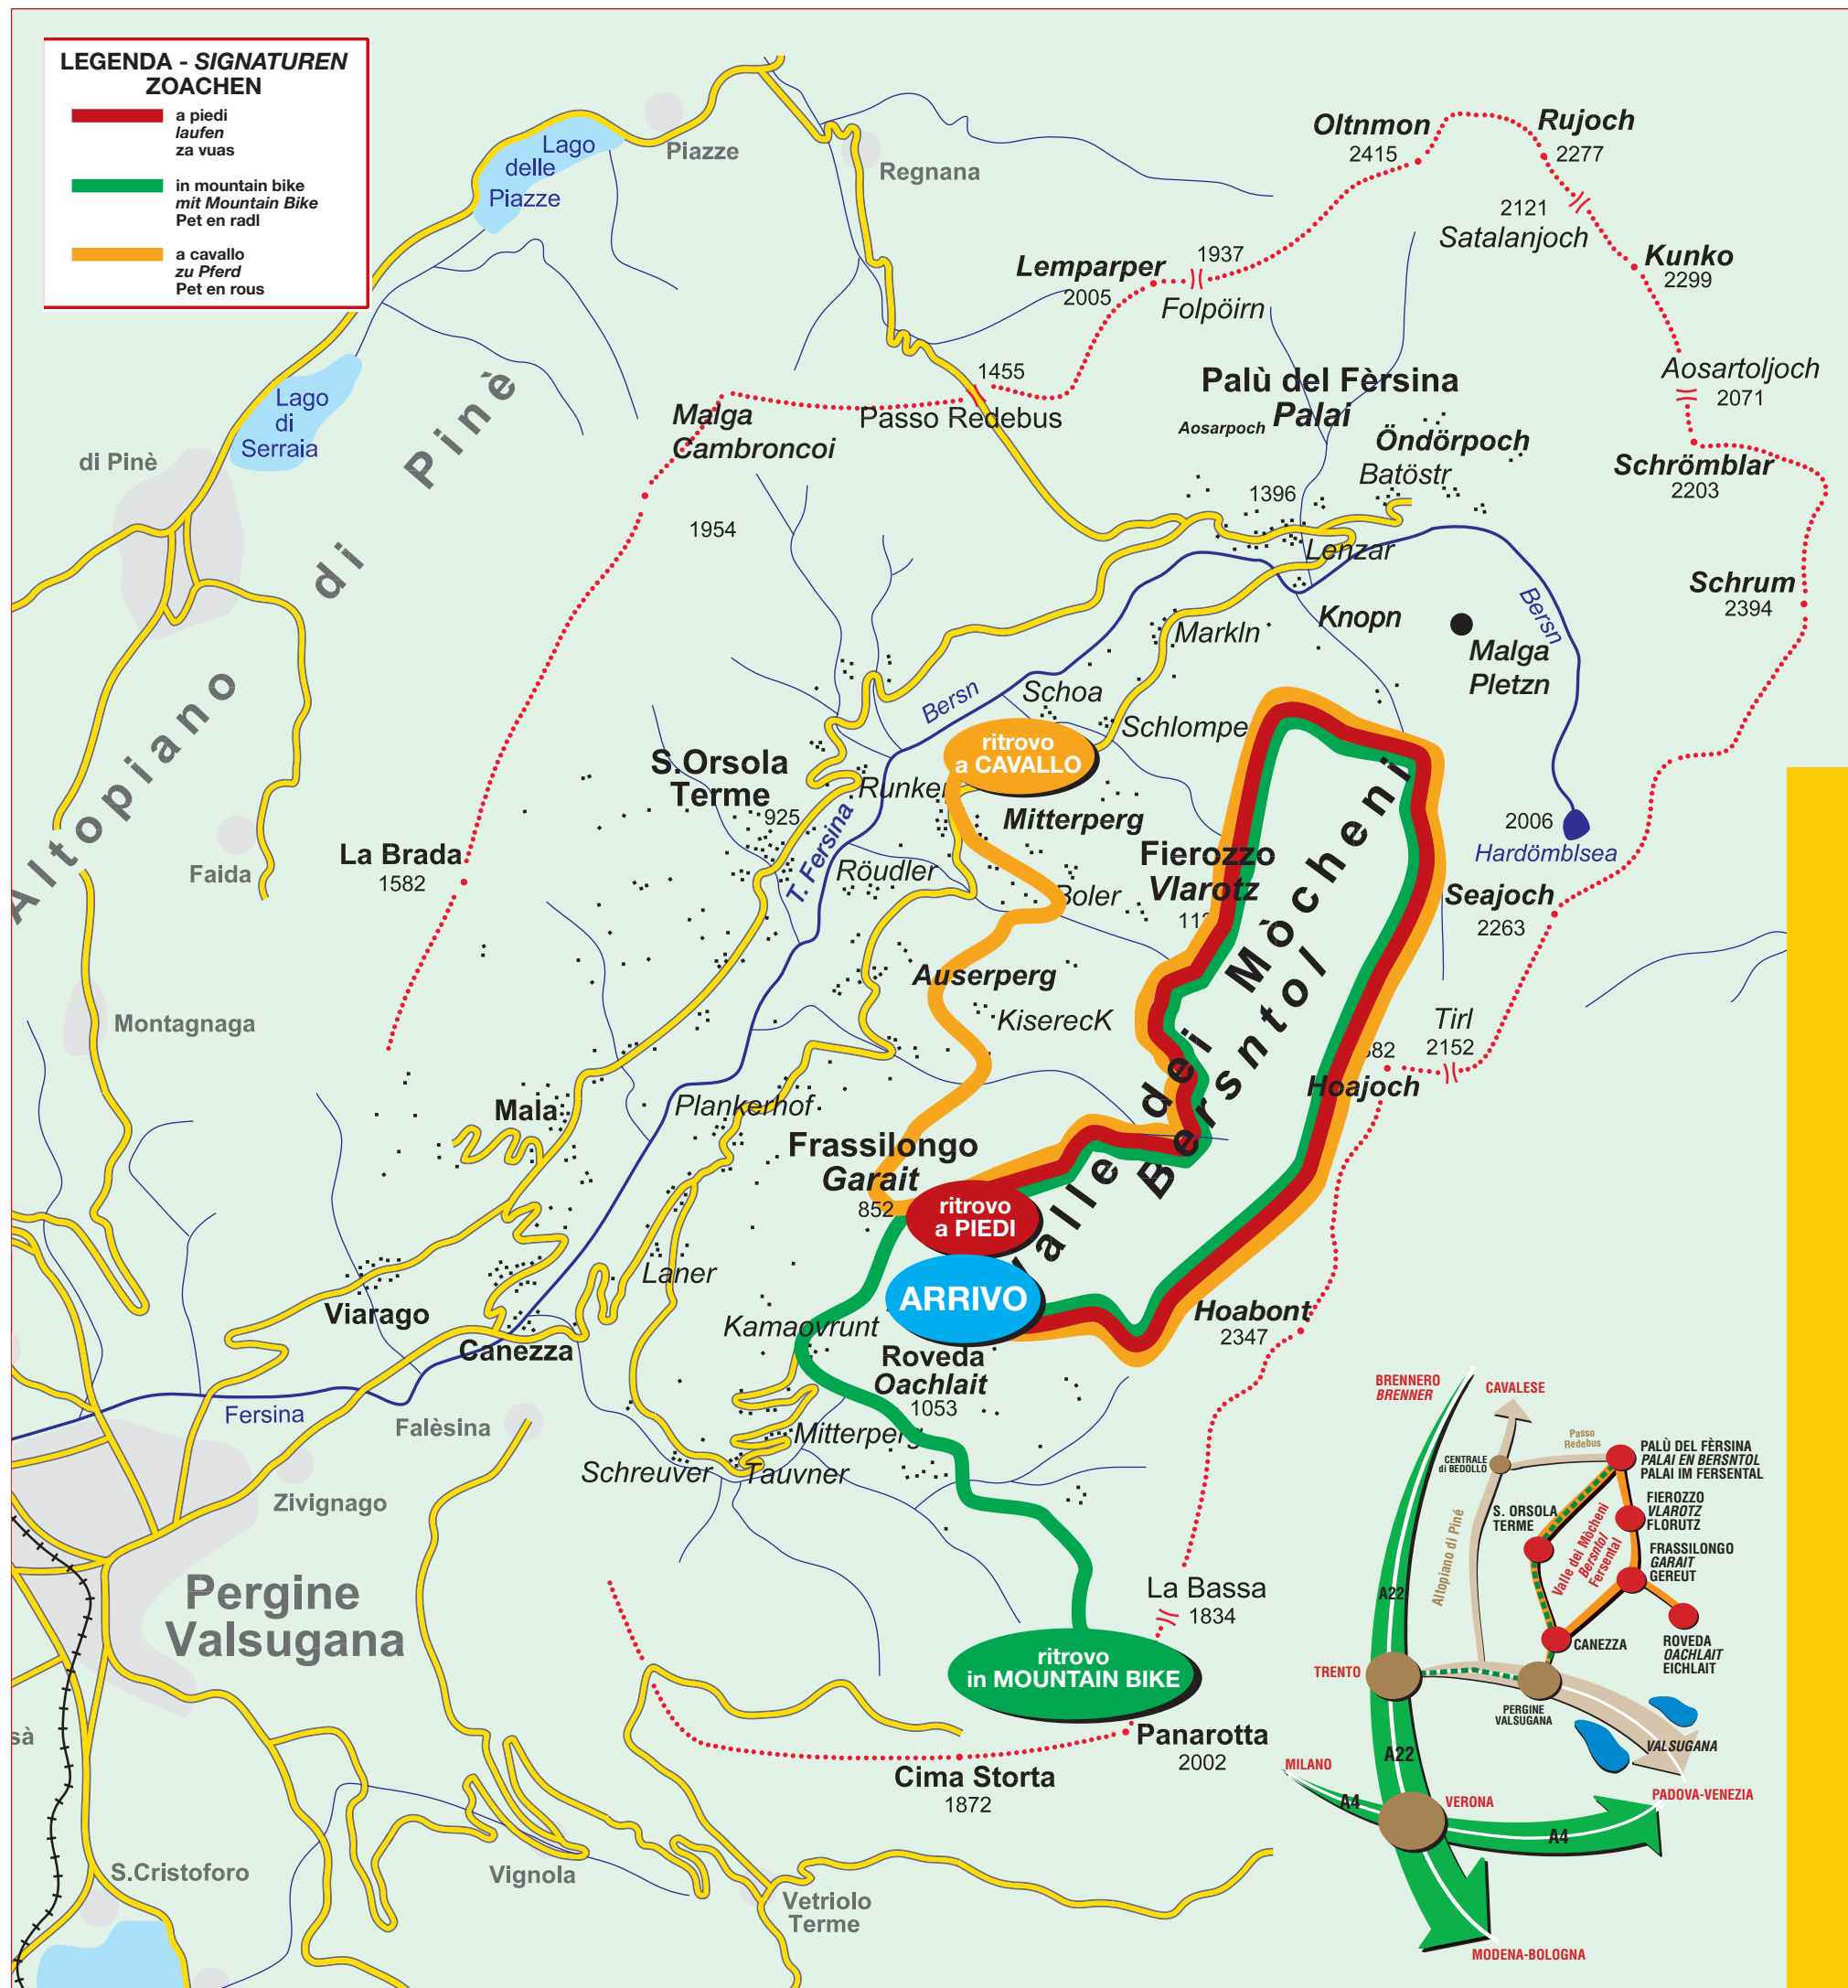 LEGENDA - SIGNATUREN
ZOACHEN
a piedi
laufen
za vuas
in mountain bike
mit Mountain Bike
Pet en radl
a cavallo
zu Pferd
Pet en rous
Lago
delle
Piazze
Piazze
Regnana
Oltnmon
2415
Rujoch
2277
2121
Satalanjoch
Kunko
2299
Lemparper
2005
1937
Folpöirn
Aosartoljoch
2071
Lago
di
Serraia
di Pinè
Altopiano di Pinè
Malga
Cambroncoi
1455
Passo Redebus
Palù del Fèrsina
Palai
Aosarpoch
Öndörpoch
Batöstr
1396
Schrömblar
2203
1954
Lenzar
Bersn
Schrum
2394
Markln
Knopn
Malga
Pletzn
Schoa
Bersn
Schlompe
ritrovo
a CAVALLO
S.Orsola
Terme
925
Runker
T. Fersina
Mitterperg
Fierozzo
Vlarotz
2006
Hardömblsea
La Brada
1582
Faida
Röudler
Boler
Seajoch
2263
Valle dei Mòcheni
Bersntol
Auserperg
KiserecK
Montagnaga
Tirl
2152
Hoajoch
Mala
Plankerhof
Frassilongo
Garait
852
ritrovo
a PIEDI
ARRIVO
Laner
Viarago
Canezza
Kamaovrunt
Hoabont
2347
Roveda
Oachlait
1053
Fersina
Falèsina
Mitterperg
Schreuver
Tauvner
Zivignago
Pergine
Valsugana
La Bassa
1834
ritrovo
in MOUNTAIN BIKE
Panarotta
2002
Cima Storta
1872
S.Cristoforo
Vignola
Vetriolo
Terme
BRENNERO
BRENNER
CAVALESE
Passo
Redebus
CENTRALE
di BEDOLLO
PALÙ DEL FÈRSINA
PALAI EN BERSNTOL
PALAI IM FERSENTAL
S. ORSOLA
TERME
FIEROZZO
VLAROTZ
FLORUTZ
Altopiano di Piné
Valle dei Mòcheni
Bersntol
Fersental
FRASSILONGO
GARAIT
GEREUT
A22
CANEZZA
ROVEDA
OACHLAIT
EICHLAIT
TRENTO
PERGINE
VALSUGANA
VALSUGANA
A22
MILANO
A4
VERONA
PADOVA-VENEZIA
A4
MODENA-BOLOGNA